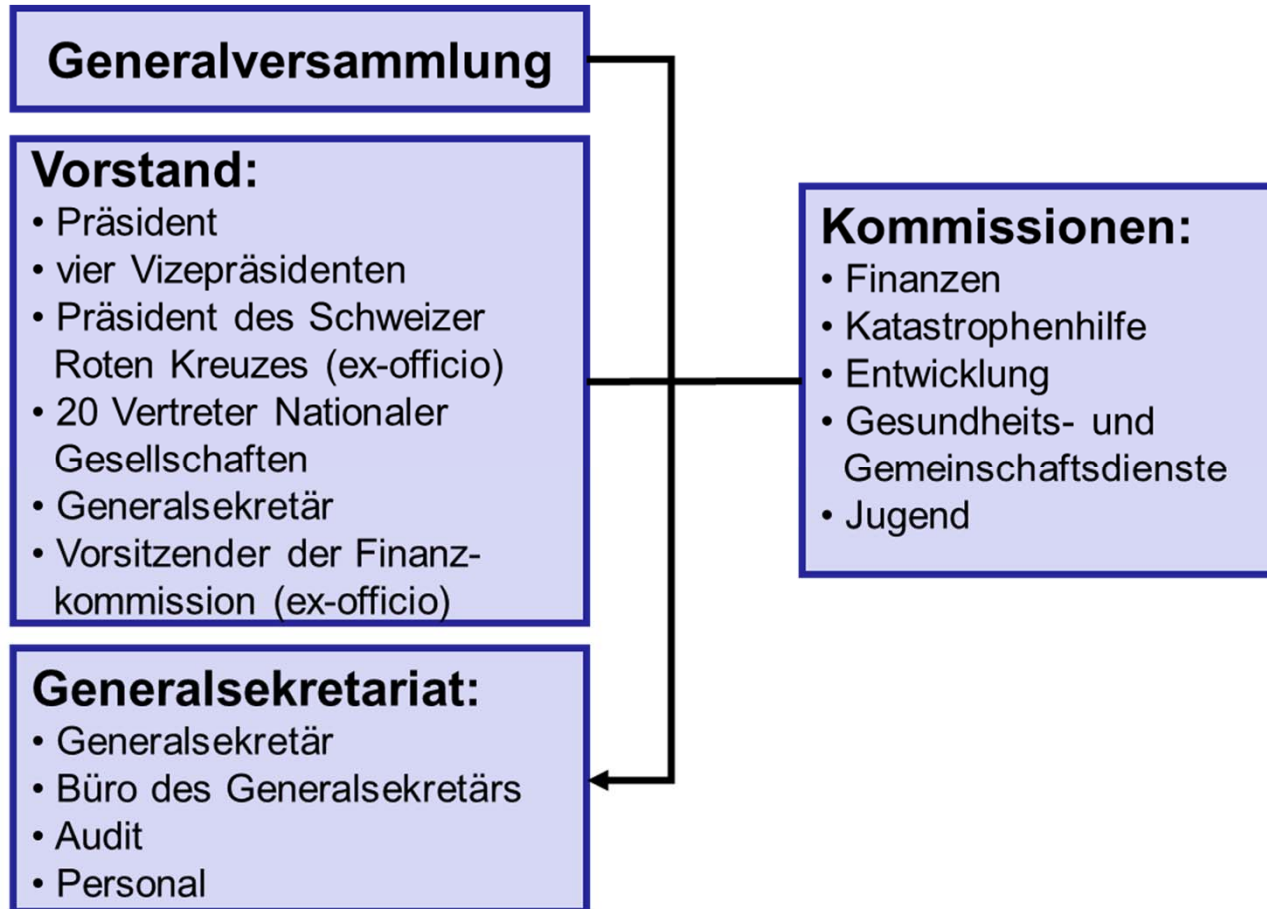 Generalversammlung
Vorstand:
• Präsident
• vier Vizepräsidenten
• Präsident des Schweizer
Roten Kreuzes (ex-officio)
• 20 Vertreter Nationaler
Gesellschaften
• Generalsekretär
• Vorsitzender der Finanz-
kommission (ex-officio)
Generalsekretariat:
• Generalsekretär
• Büro des Generalsekretärs
• Audit
• Personal
Kommissionen:
• Finanzen
• Katastrophenhilfe
• Entwicklung
• Gesundheits- und
Gemeinschaftsdienste
• Jugend